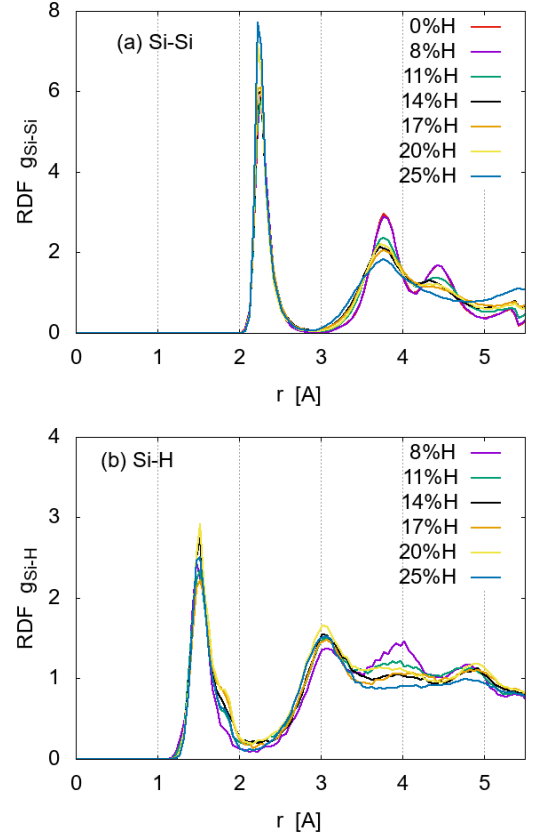 (a) Si-Si
0%H
8%H
11%H
14%H
17%H
20%H
25%H
RDF gSi-Si
0
2
4
6
8
0 1 2 3 4 5
r [A]
(b) Si-H
8%H
11%H
14%H
17%H
20%H
25%H
RDF gSi-H
0
1
2
3
4
0 1 2 3 4 5
r [A]